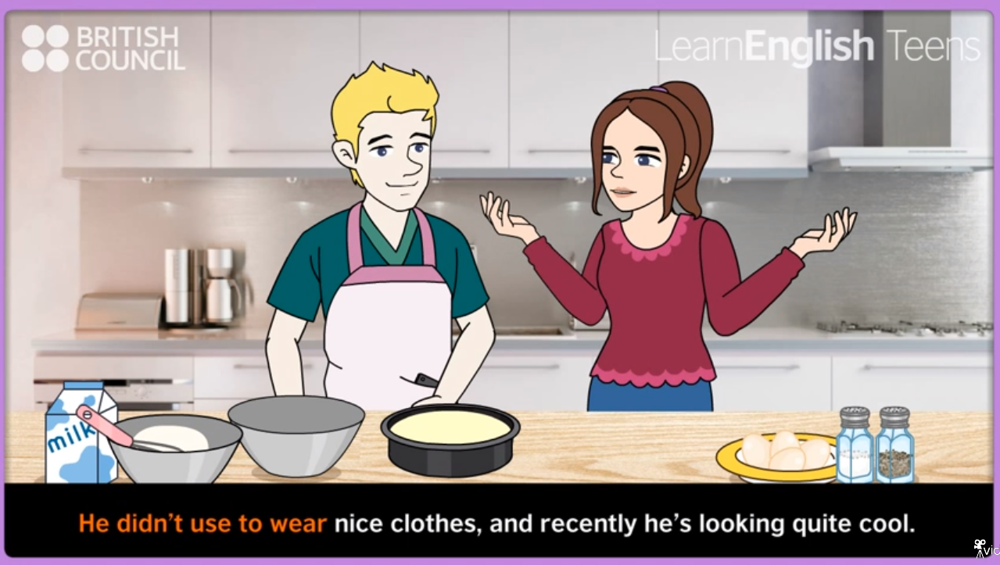 BRITISH
COUNCIL
LearnEnglish Teens
milk
He didn't use to wear nice clothes, and recently he's looking quite cool.